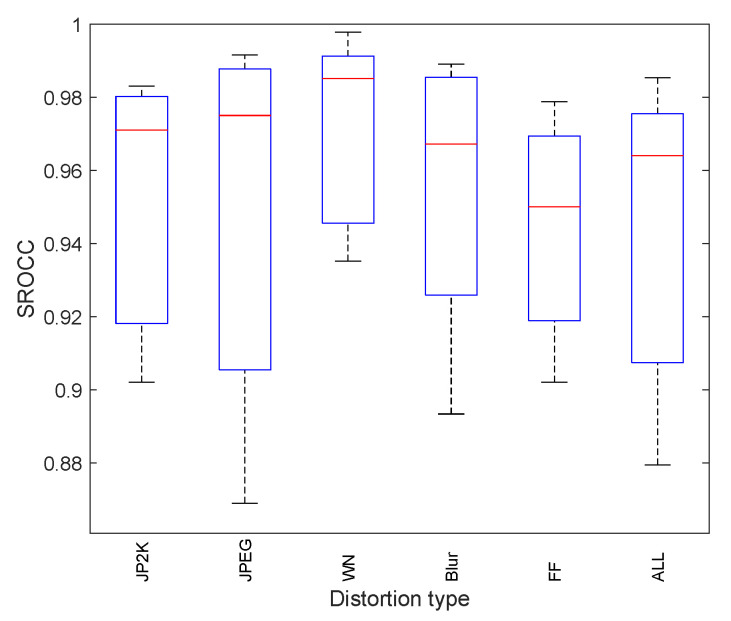 1
0.98
0.96
0.94
0.92
0.9
0.88
SROCC
JP2K
JPEG
WN
Blur
FF
ALL
Distortion type